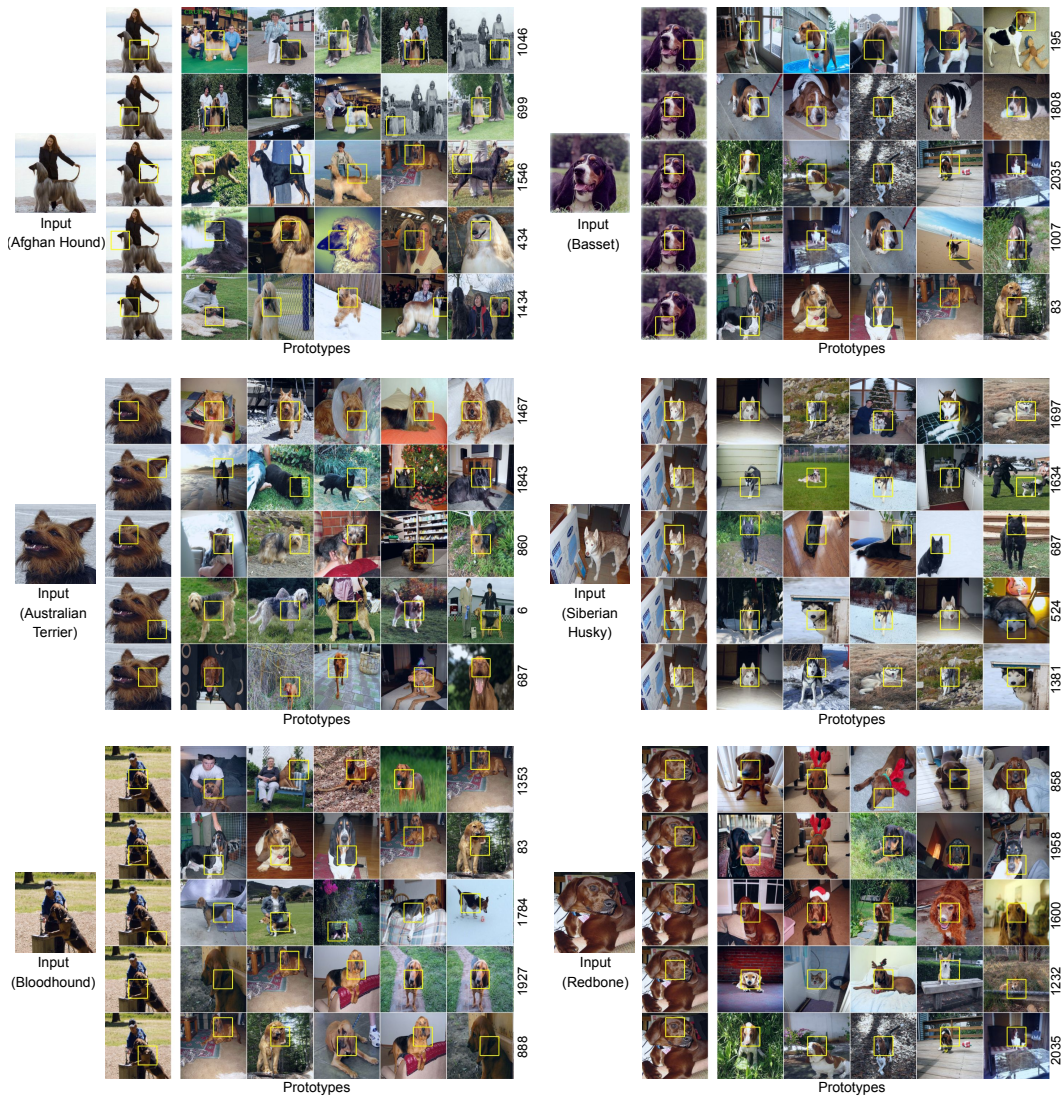 Input
(Afghan Hound)
1046
699
1546
434
1434
Prototypes
Input
(Basset)
195
1808
2035
1007
83
Prototypes
Input
(Australian
Terrier)
1467
1843
860
6
687
Prototypes
Input
(Siberian
Husky)
1697
1634
687
524
1381
Prototypes
Input
(Bloodhound)
1353
83
1784
1927
888
Prototypes
Input
(Redbone)
858
1958
1600
1232
2035
Prototypes